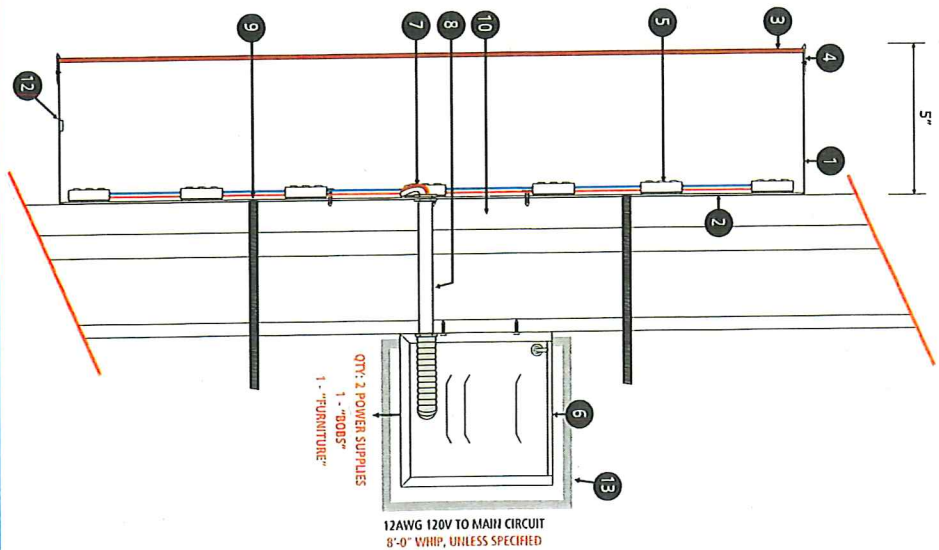 9
7
8
10
5
3
4
12
5"
1
2
6
13
QTY: 2 POWER SUPPLIES
1 - "BOBS"
1 - "FURNITURE"
12AWG 120V TO MAIN CIRCUIT
8'-0" WHIP, UNLESS SPECIFIED